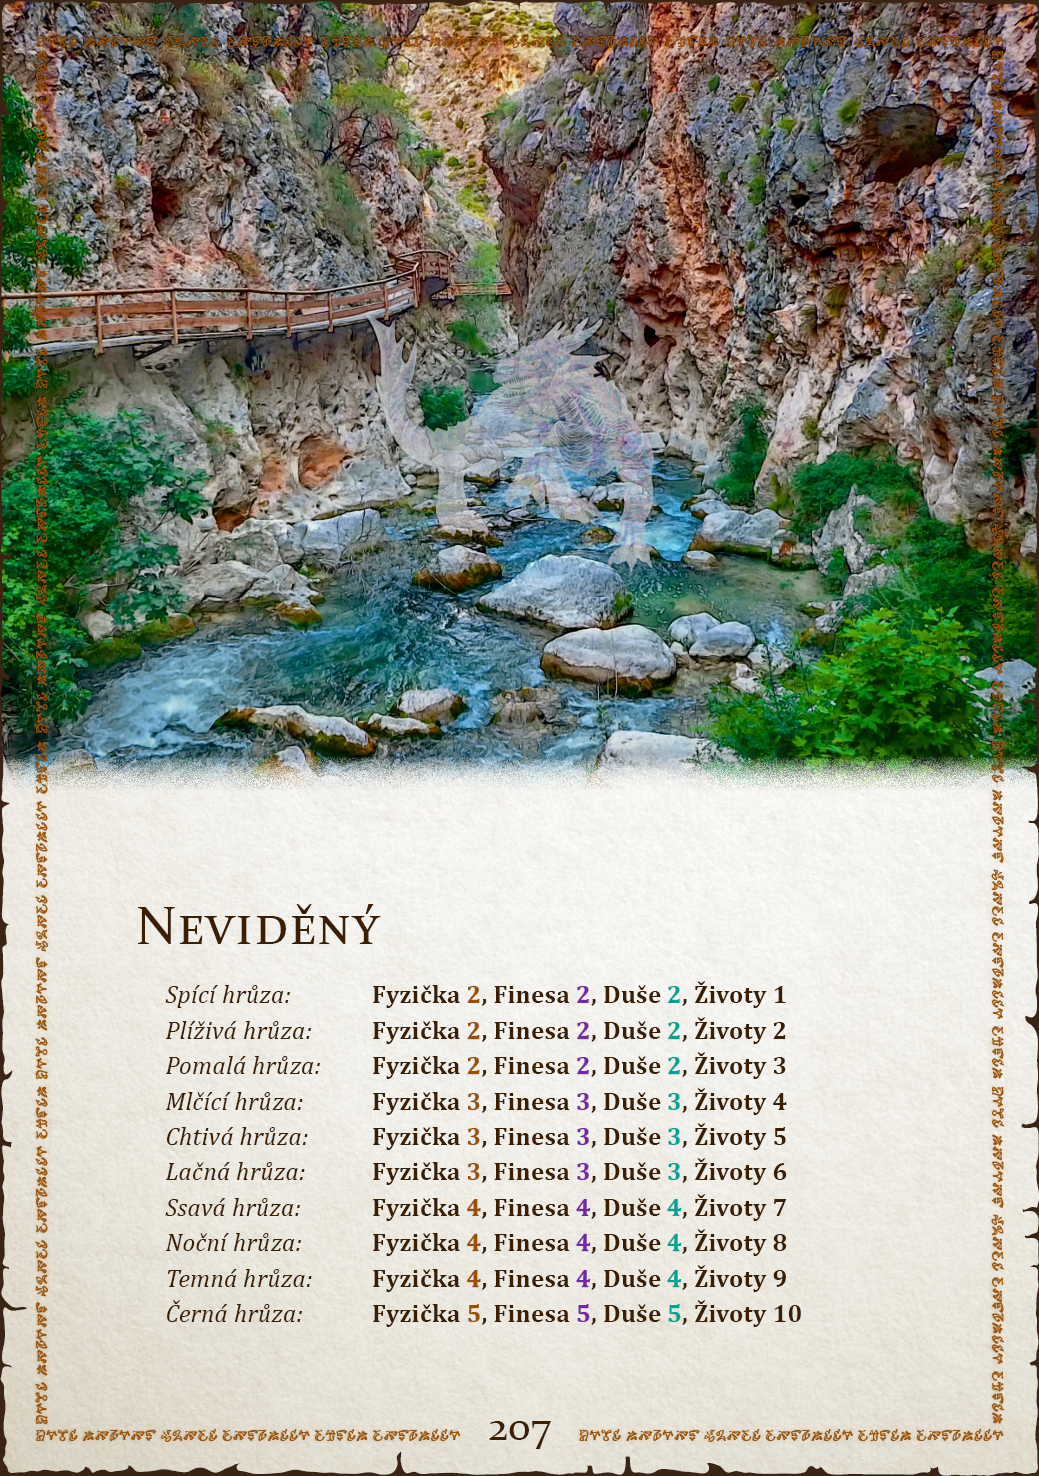 Neviděný
Spící hrůza: Fyzička 2, Finesa 2, Duše 2, Životy 1
Plíživá hrůza: Fyzička 2, Finesa 2, Duše 2, Životy 2
Pomalá hrůza: Fyzička 2, Finesa 2, Duše 2, Životy 3
Mlčící hrůza: Fyzička 3, Finesa 3, Duše 3, Životy 4
Chtivá hrůza: Fyzička 3, Finesa 3, Duše 3, Životy 5
Lačná hrůza: Fyzička 3, Finesa 3, Duše 3, Životy 6
Ssavá hrůza: Fyzička 4, Finesa 4, Duše 4, Životy 7
Noční hrůza: Fyzička 4, Finesa 4, Duše 4, Životy 8
Temná hrůza: Fyzička 4, Finesa 4, Duše 4, Životy 9
Černá hrůza: Fyzička 5, Finesa 5, Duše 5, Životy 10
207